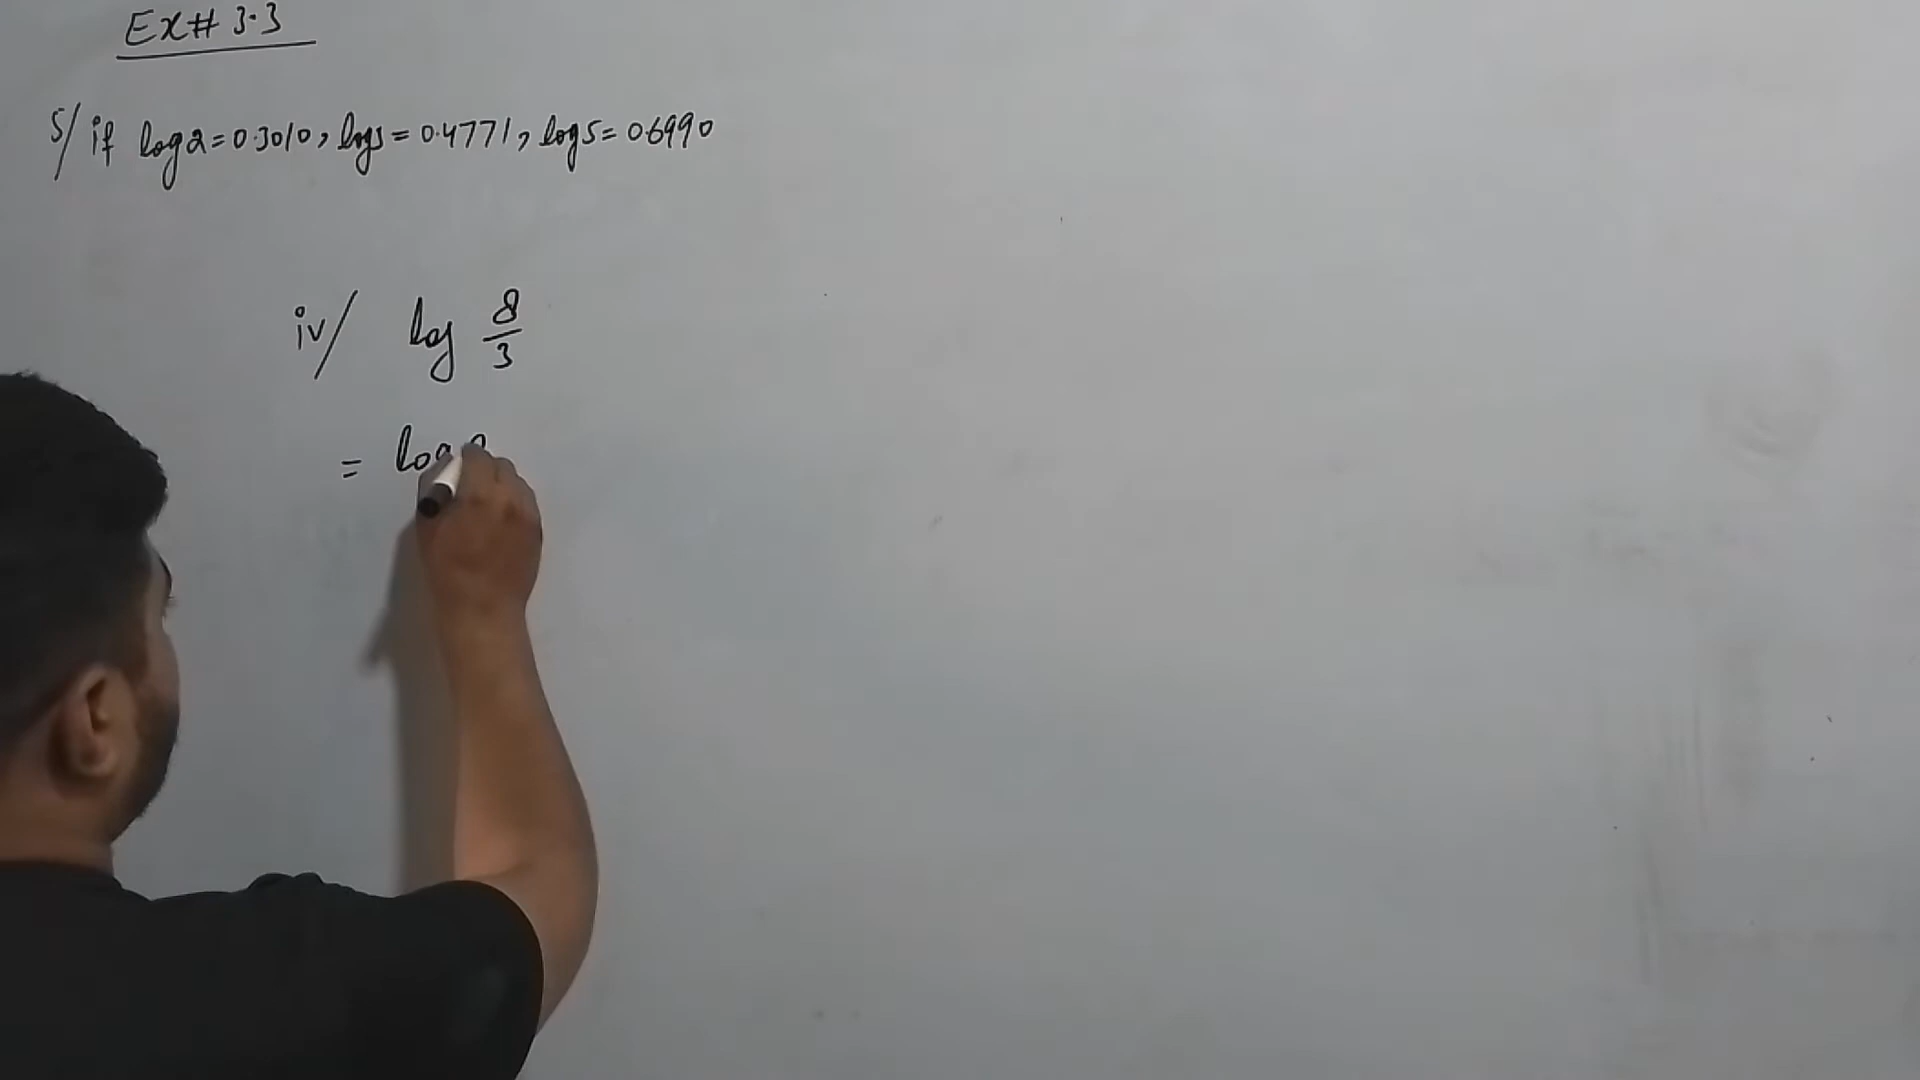 Ex# 3.3
5/ if log2=0.3010, log3=0.4771, log5=0.6990
iv/ log 8/3
= log